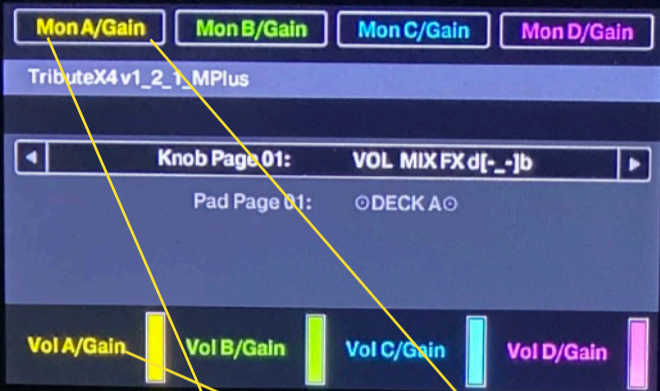 Mon A/Gain Mon B/Gain Mon C/Gain Mon D/Gain
TributeX4 v1_2_1_MPlus
Knob Page 01: VOL MIX FX d[-_-]b
Pad Page 01: ⊙DECK A⊙
Vol A/Gain Vol B/Gain Vol C/Gain Vol D/Gain